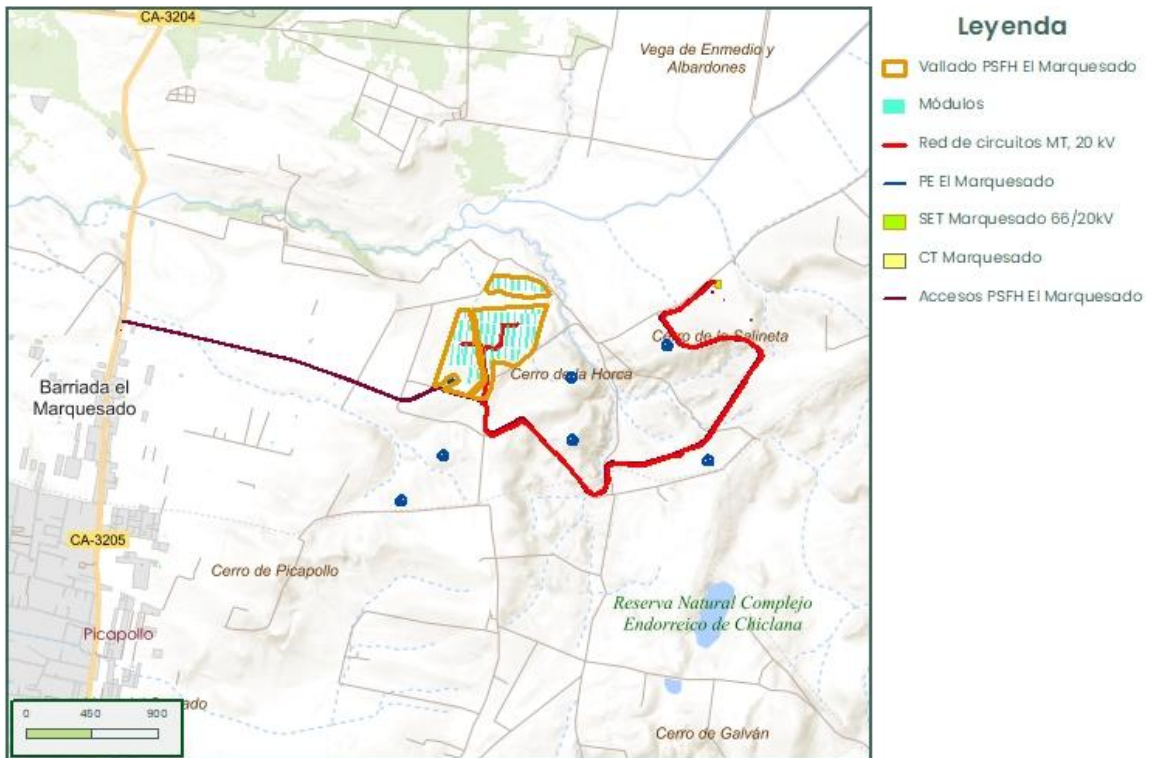 CA-3204
Vega de Enmedio y
Albardones
Cerro de la Salineta
Cerro de la Horca
Barriada el
Marquesado
CA-3205
Cerro de Picapollo
Reserva Natural Complejo
Endorreico de Chiclana
Picapollo
Cerro de Galván
0 450 900
Leyenda
Vallado PSFH El Marquesado
Módulos
Red de circuitos MT, 20 kV
PE El Marquesado
SET Marquesado 66/20kV
CT Marquesado
Accesos PSFH El Marquesado